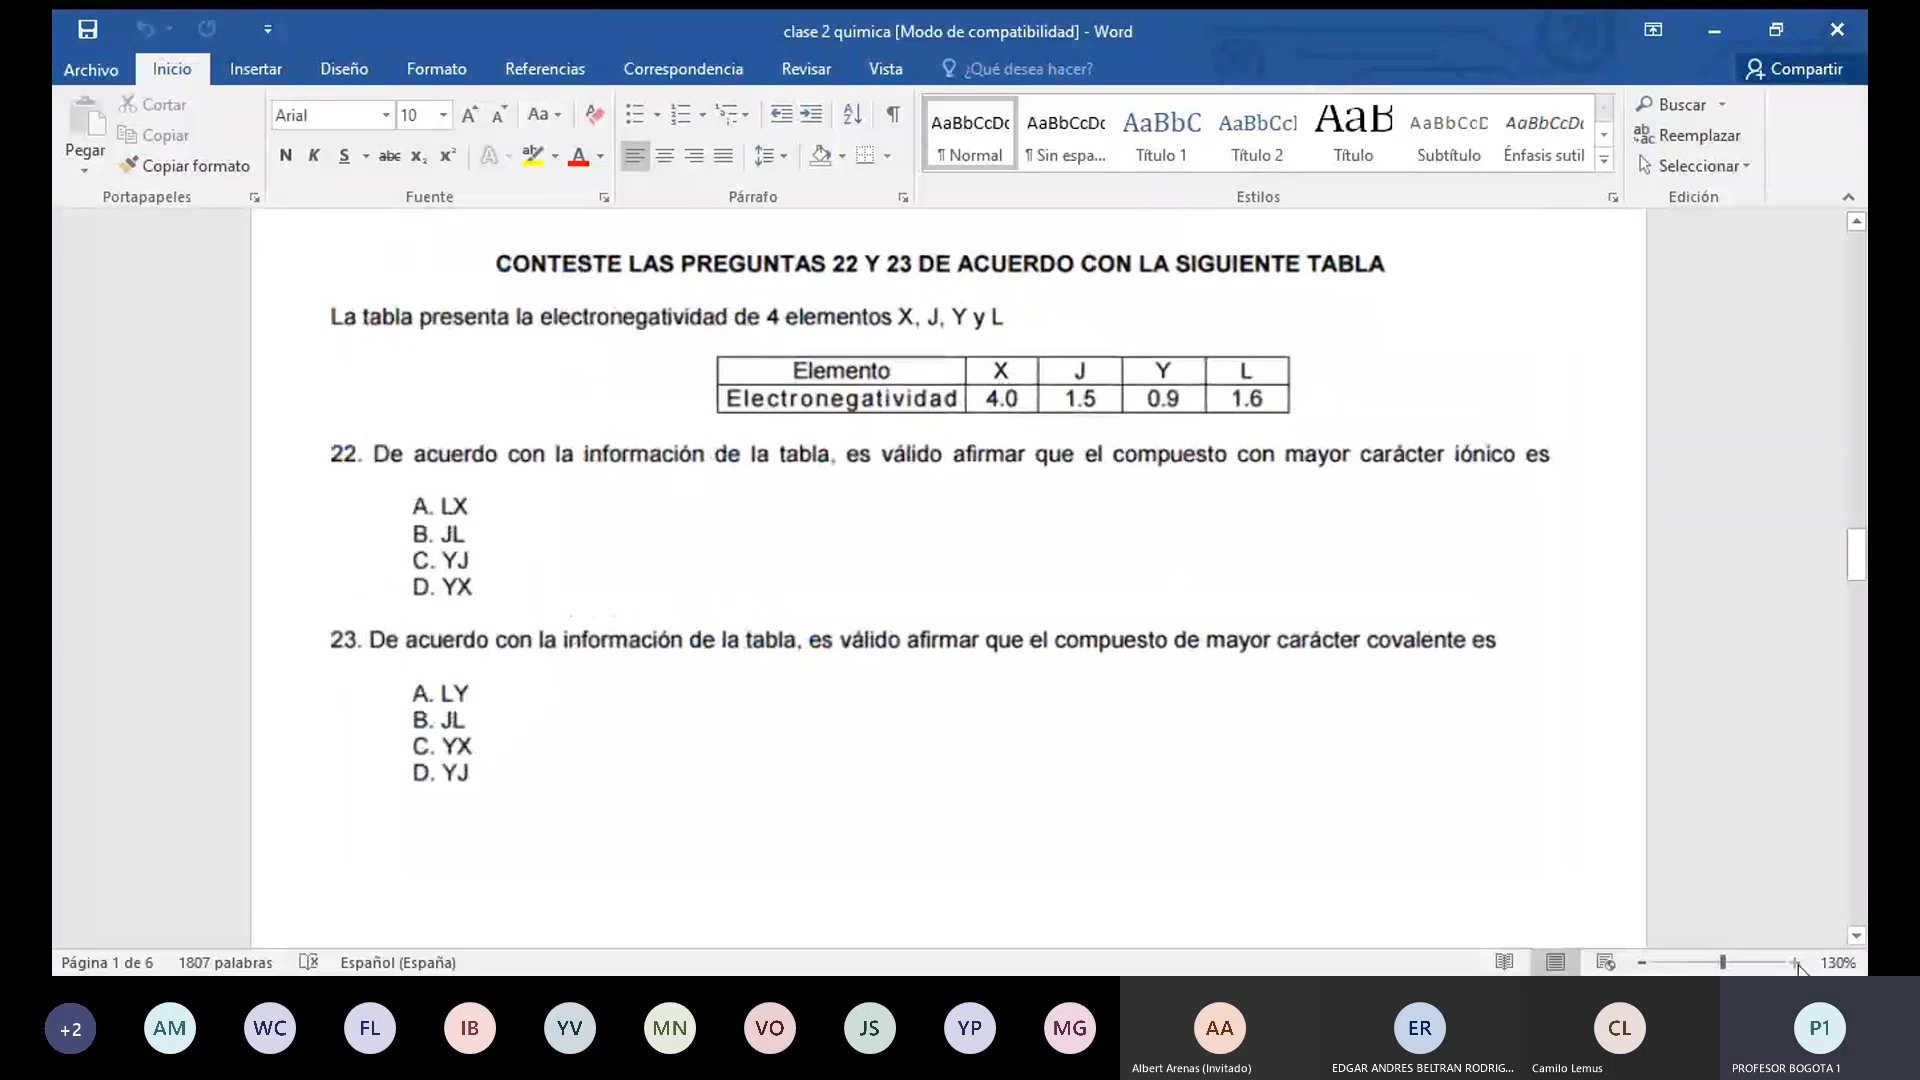 clase 2 quimica [Modo de compatibilidad] - Word
Archivo Inicio Insertar Diseño Formato Referencias Correspondencia Revisar Vista ¿Qué desea hacer? Compartir
Pegar
Cortar
Copiar
Copiar formato
Portapapeles
Arial 10 Aa
N K S abc x₂ x² A aby A
Fuente
Párrafo
AaBbCcDc AaBbCcDc AaBbC AaBbCcI AaB AaBbCcD AaBbCcDt
¶ Normal ¶ Sin espa... Título 1 Título 2 Título Subtítulo Énfasis sutil
Estilos
Buscar
Reemplazar
Seleccionar
Edición
CONTESTE LAS PREGUNTAS 22 Y 23 DE ACUERDO CON LA SIGUIENTE TABLA
La tabla presenta la electronegatividad de 4 elementos X, J, Y y L
Elemento X J Y L
Electronegatividad 4.0 1.5 0.9 1.6
22. De acuerdo con la información de la tabla, es válido afirmar que el compuesto con mayor carácter iónico es
A. LX
B. JL
C. YJ
D. YX
23. De acuerdo con la información de la tabla, es válido afirmar que el compuesto de mayor carácter covalente es
A. LY
B. JL
C. YX
D. YJ
Página 1 de 6 1807 palabras Español (España) 130%
+2 AM WC FL IB YV MN VO JS YP MG AA ER CL P1
Albert Arenas (Invitado) EDGAR ANDRES BELTRAN RODRIG... Camilo Lemus PROFESOR BOGOTA 1